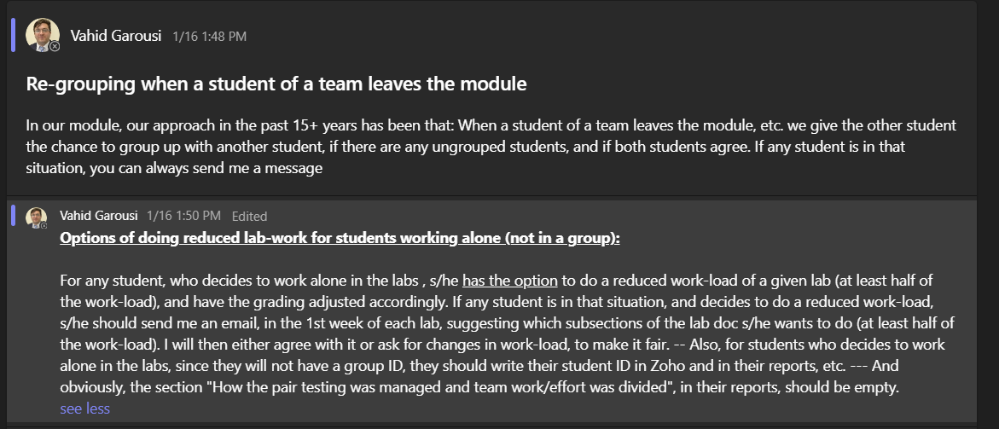 Vahid Garousi 1/16 1:48 PM
Re-grouping when a student of a team leaves the module
In our module, our approach in the past 15+ years has been that: When a student of a team leaves the module, etc. we give the other student
the chance to group up with another student, if there are any ungrouped students, and if both students agree. If any student is in that
situation, you can always send me a message
Vahid Garousi 1/16 1:50 PM Edited
Options of doing reduced lab-work for students working alone (not in a group):
For any student, who decides to work alone in the labs , s/he has the option to do a reduced work-load of a given lab (at least half of
the work-load), and have the grading adjusted accordingly. If any student is in that situation, and decides to do a reduced work-load,
s/he should send me an email, in the 1st week of each lab, suggesting which subsections of the lab doc s/he wants to do (at least half of
the work-load). I will then either agree with it or ask for changes in work-load, to make it fair. -- Also, for students who decides to work
alone in the labs, since they will not have a group ID, they should write their student ID in Zoho and in their reports, etc. --- And
obviously, the section "How the pair testing was managed and team work/effort was divided", in their reports, should be empty.
see less